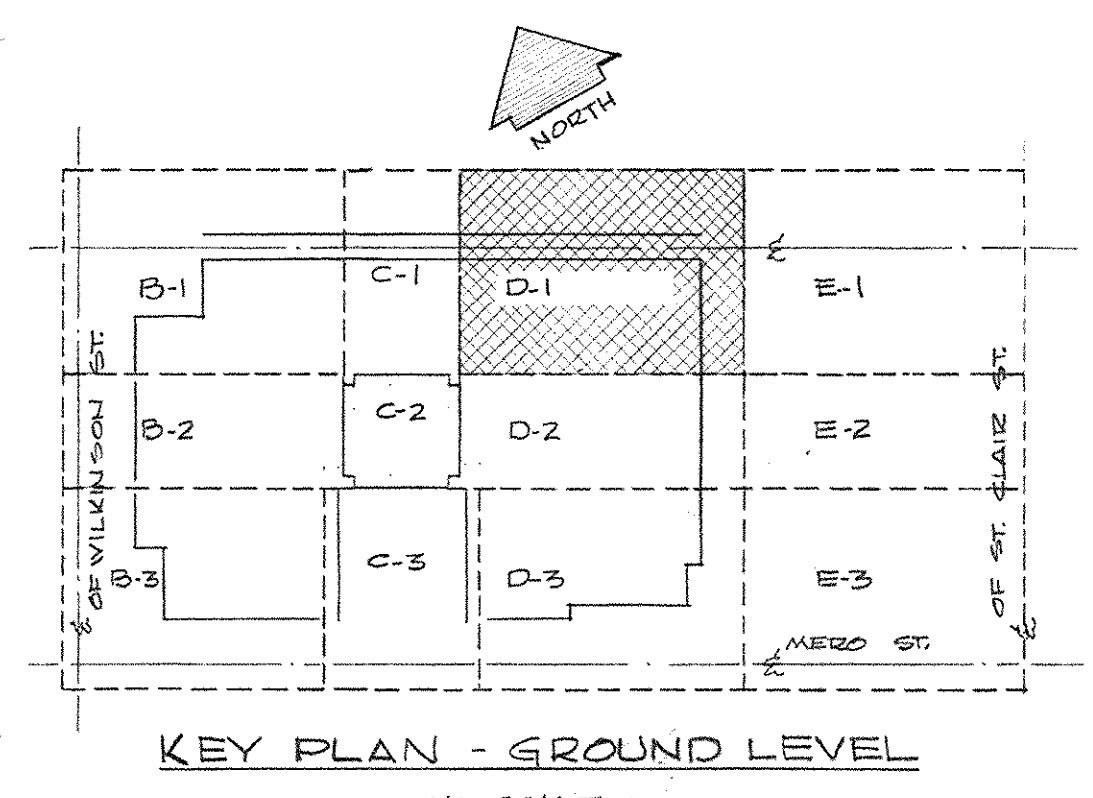 NORTH
B-1
C-1
D-1
E-1
B-2
C-2
D-2
E-2
B-3
C-3
D-3
E-3
℄ OF WILKINSON ST.
℄ OF ST. CLAIR ST.
℄ MERO ST.
℄
KEY PLAN - GROUND LEVEL